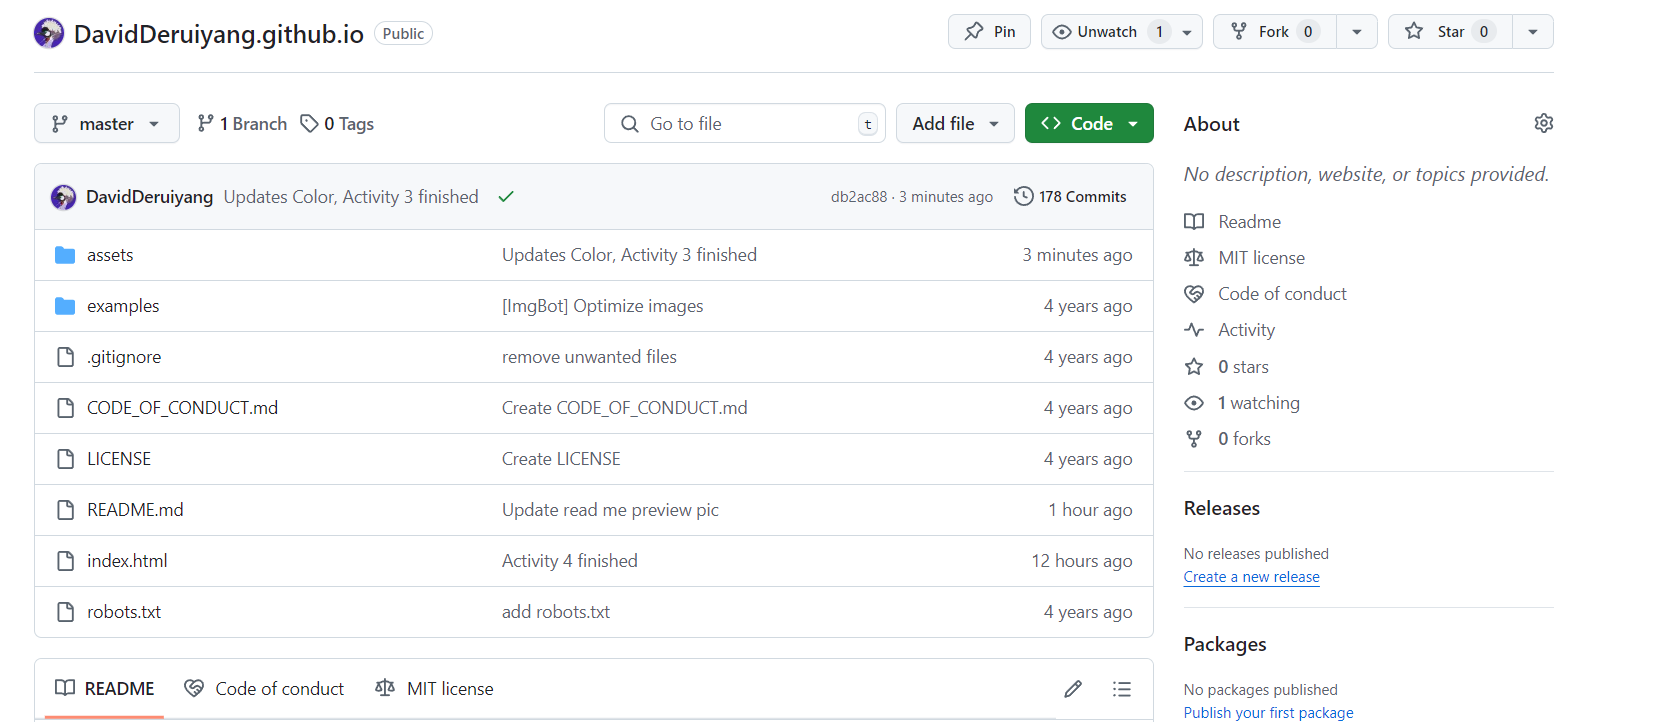 DavidDeruiyang.github.io Public Pin Unwatch 1 Fork 0 Star 0
master 1 Branch 0 Tags Go to file t Add file Code
DavidDeruiyang Updates Color, Activity 3 finished db2ac88 · 3 minutes ago 178 Commits
assets Updates Color, Activity 3 finished 3 minutes ago
examples [ImgBot] Optimize images 4 years ago
.gitignore remove unwanted files 4 years ago
CODE_OF_CONDUCT.md Create CODE_OF_CONDUCT.md 4 years ago
LICENSE Create LICENSE 4 years ago
README.md Update read me preview pic 1 hour ago
index.html Activity 4 finished 12 hours ago
robots.txt add robots.txt 4 years ago
README Code of conduct MIT license
About
No description, website, or topics provided.
Readme
MIT license
Code of conduct
Activity
0 stars
1 watching
0 forks
Releases
No releases published
Create a new release
Packages
No packages published
Publish your first package